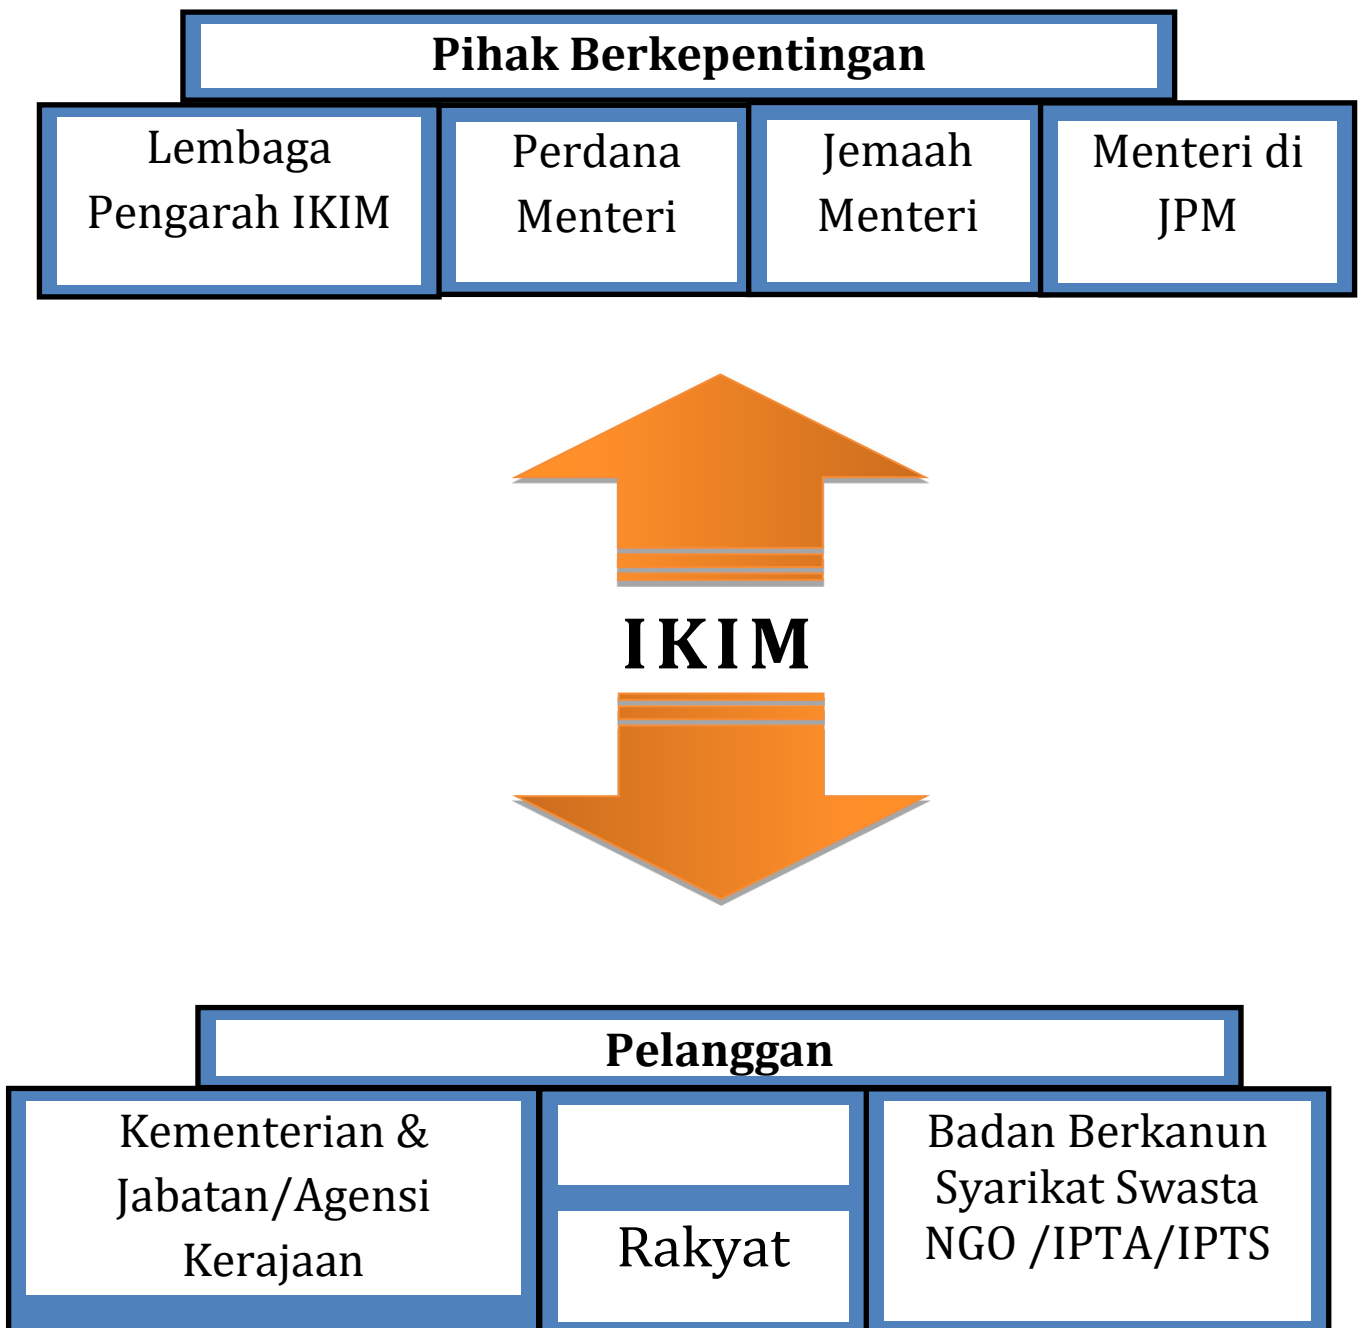 Pihak Berkepentingan
Lembaga
Pengarah IKIM
Perdana
Menteri
Jemaah
Menteri
Menteri di
JPM
IKIM
Pelanggan
Kementerian &
Jabatan/Agensi
Kerajaan
Rakyat
Badan Berkanun
Syarikat Swasta
NGO /IPTA/IPTS